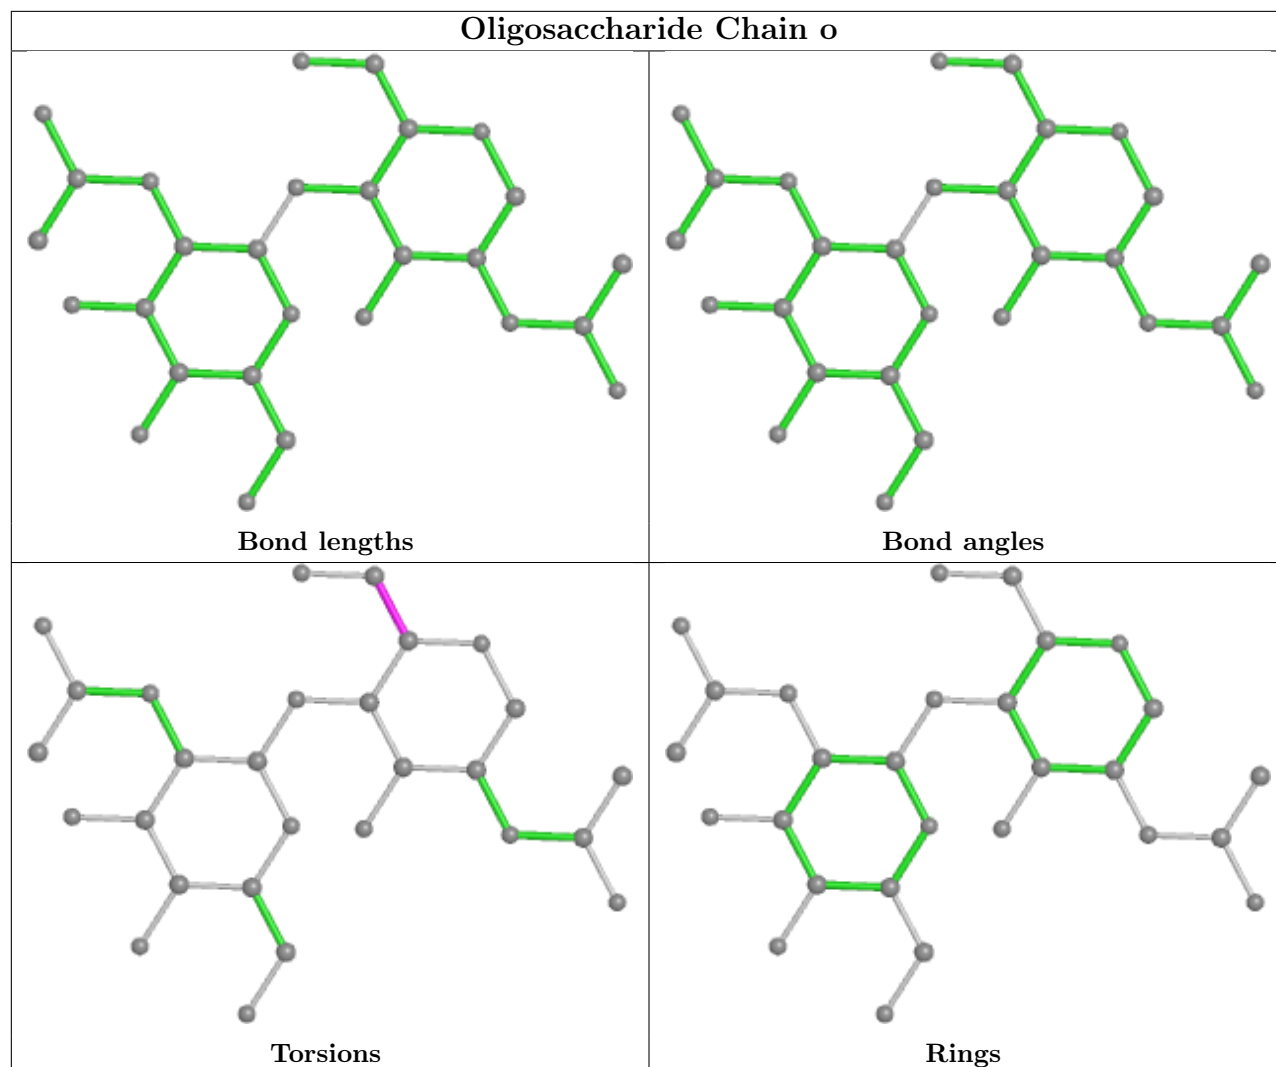 Oligosaccharide Chain o
Bond lengths
Bond angles
Torsions
Rings